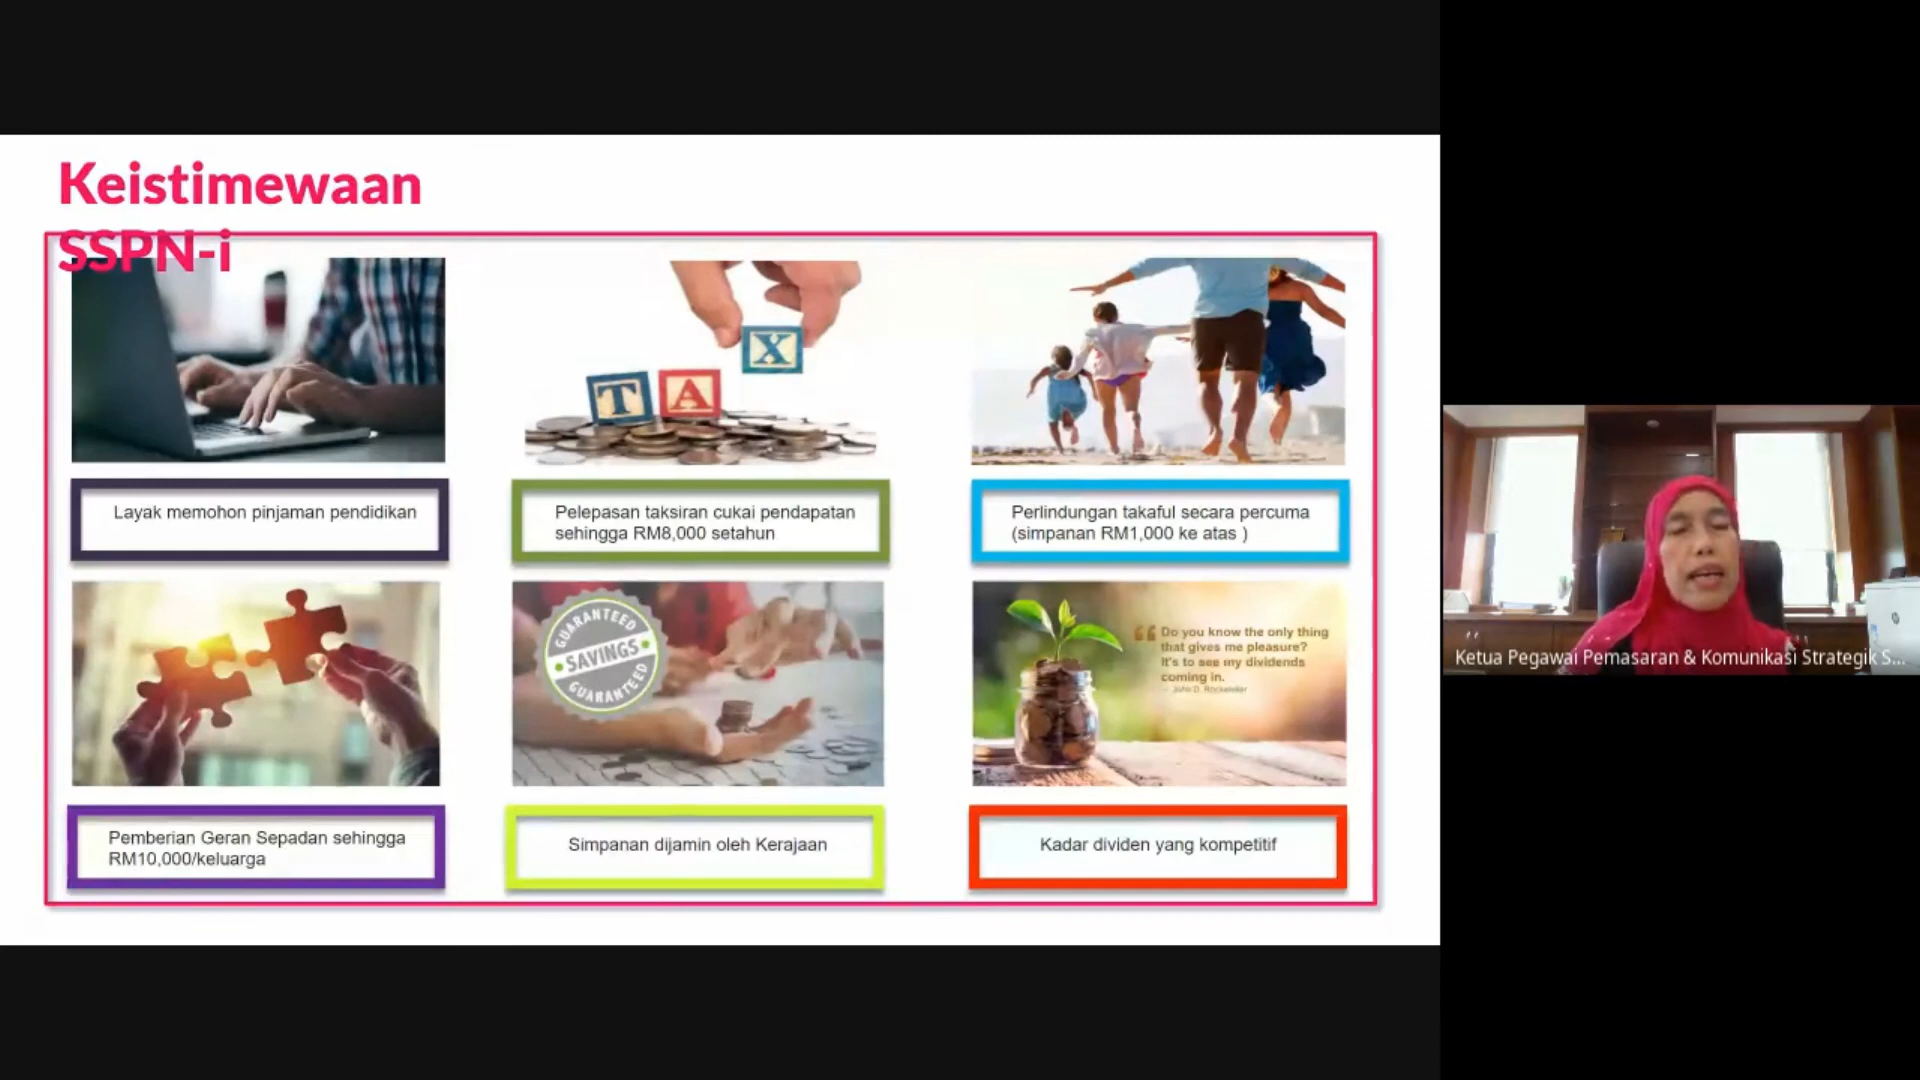 Keistimewaan
SSPN-i
T A X
Layak memohon pinjaman pendidikan
Pelepasan taksiran cukai pendapatan
sehingga RM8,000 setahun
Perlindungan takaful secara percuma
(simpanan RM1,000 ke atas )
GUARANTEED
SAVINGS
GUARANTEED
“ Do you know the only thing
that gives me pleasure?
It's to see my dividends
coming in.
– John D. Rockefeller
Pemberian Geran Sepadan sehingga
RM10,000/keluarga
Simpanan dijamin oleh Kerajaan
Kadar dividen yang kompetitif
hp
Ketua Pegawai Pemasaran & Komunikasi Strategik S...